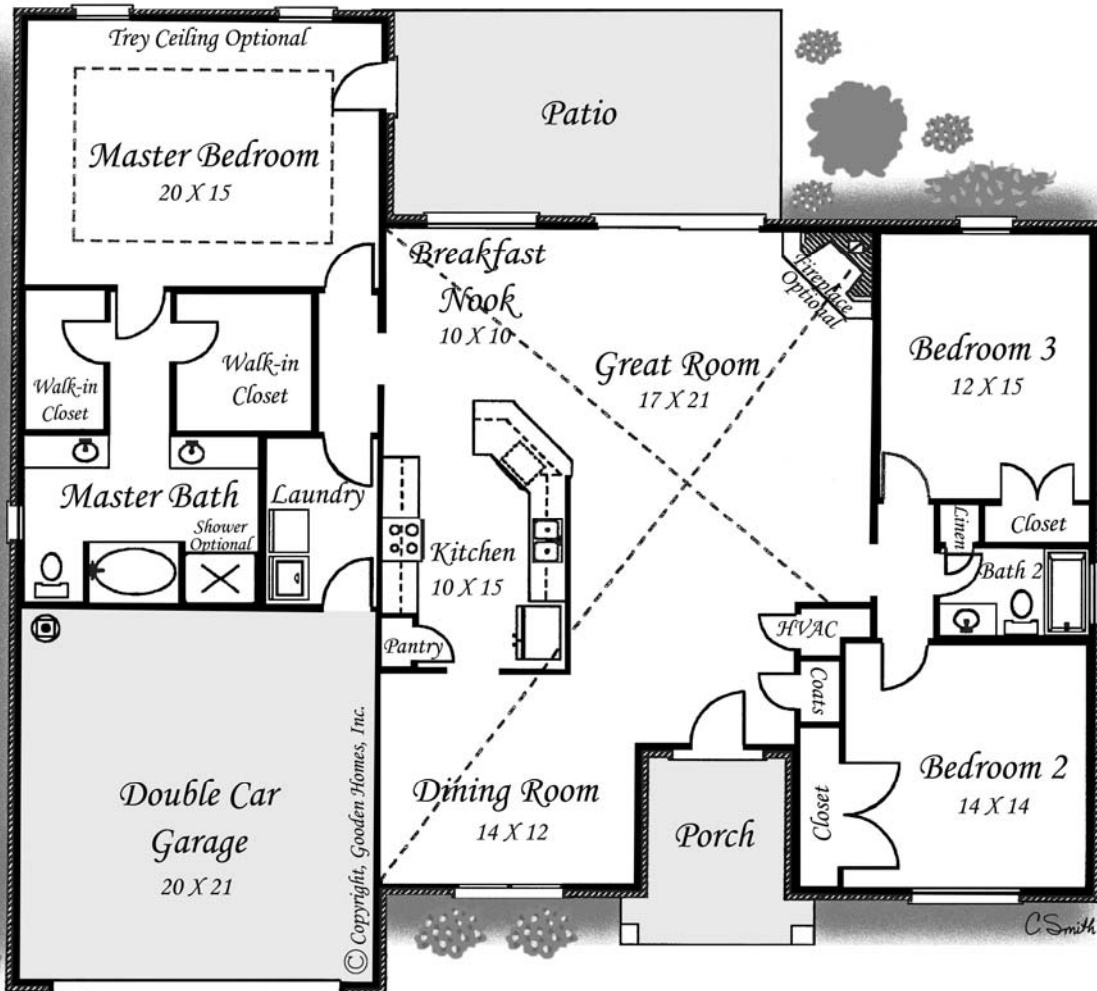 Trey Ceiling Optional
Master Bedroom
20 X 15
Patio
Breakfast
Nook
10 X 10
Fireplace
Optional
Great Room
17 X 21
Bedroom 3
12 X 15
Walk-in
Closet
Walk-in
Closet
Master Bath
Shower
Optional
Laundry
Kitchen
10 X 15
Pantry
Linen
Closet
Bath 2
HVAC
Coats
Double Car
Garage
20 X 21
© Copyright, Gooden Homes, Inc.
Dining Room
14 X 12
Porch
Closet
Bedroom 2
14 X 14
C. Smith